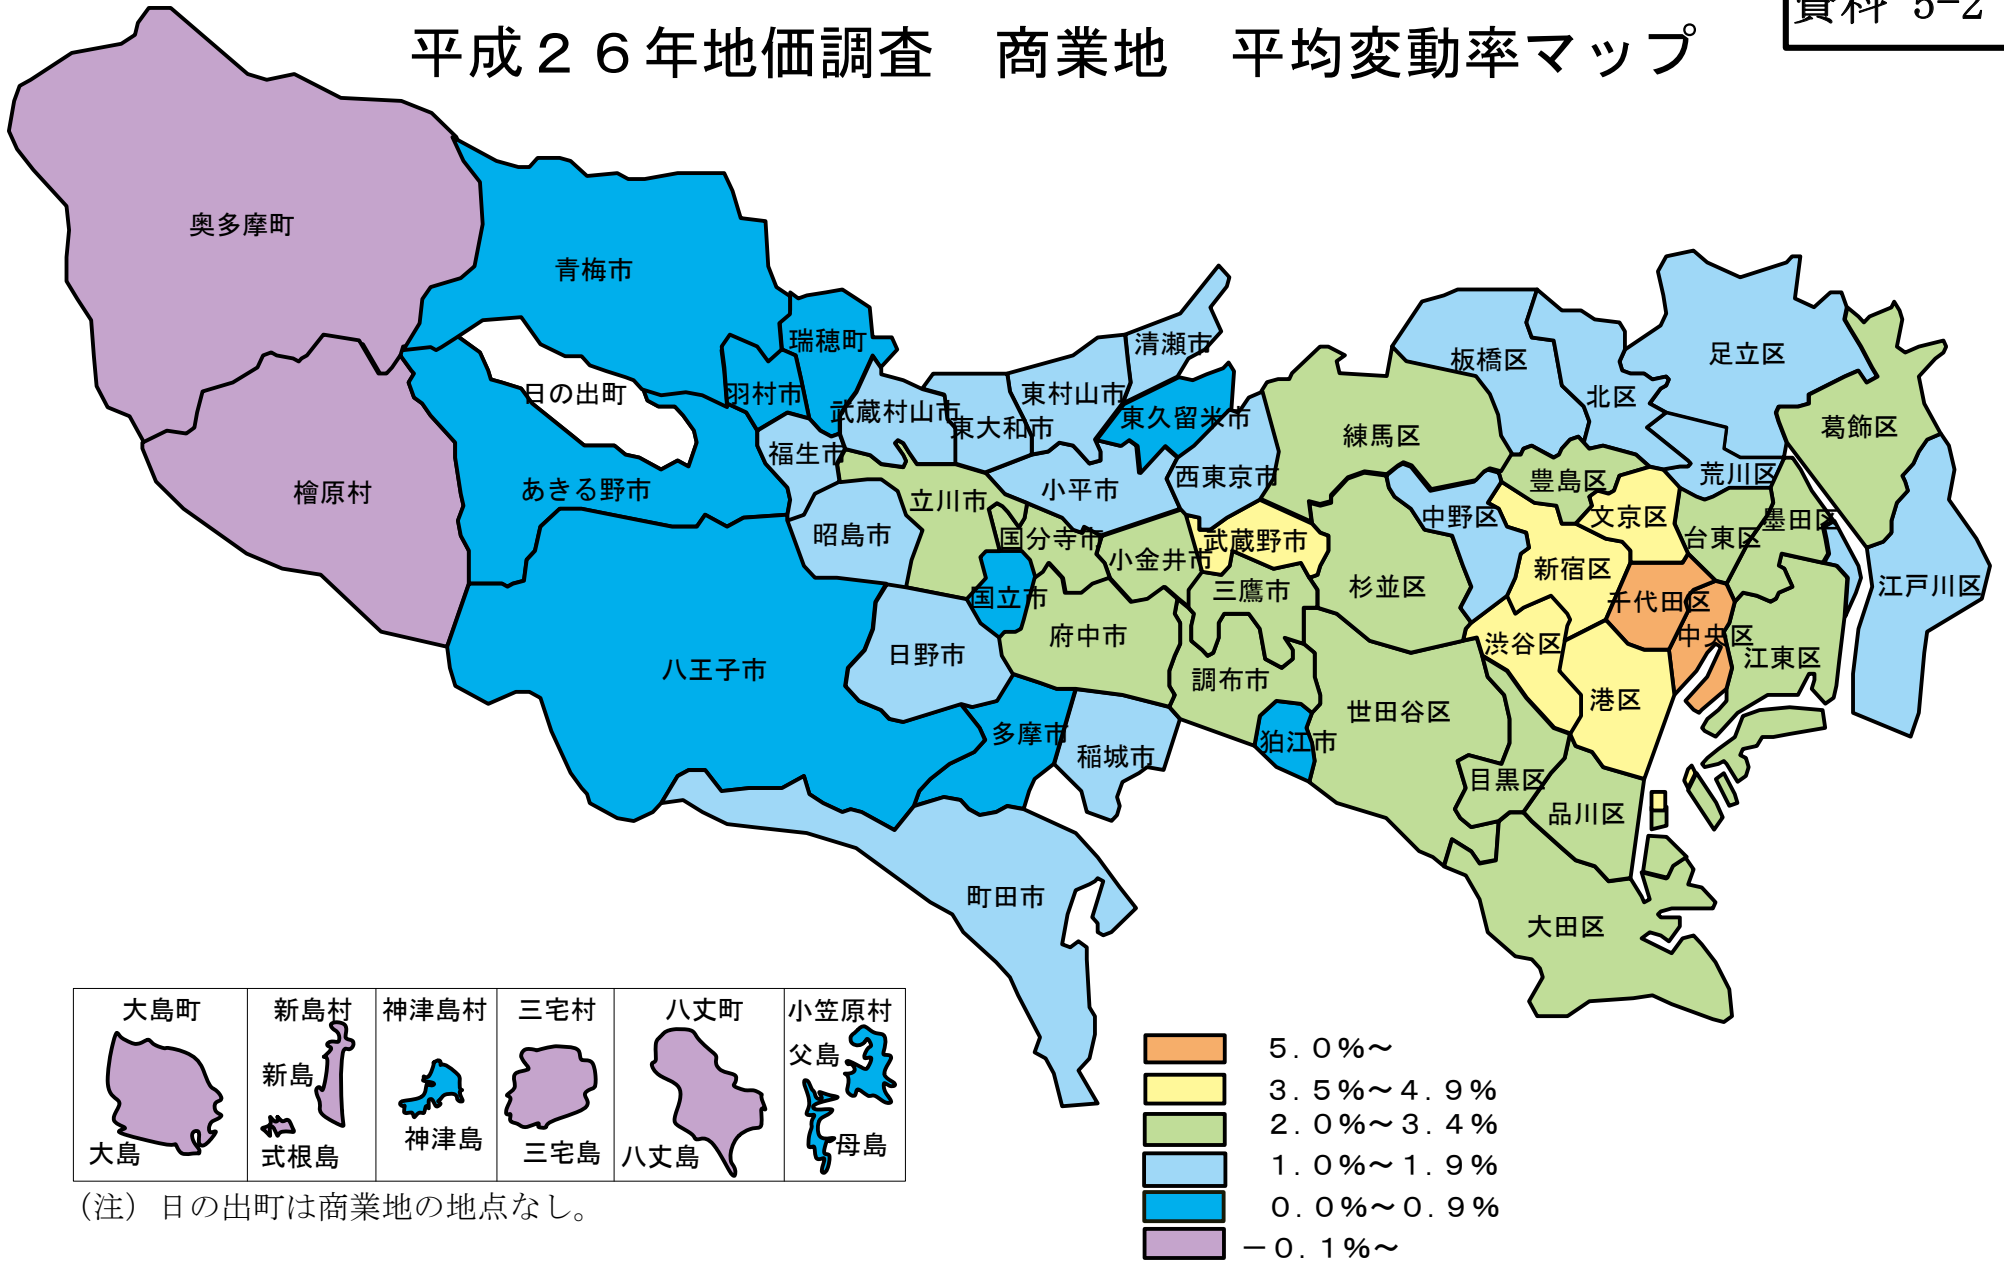 資料 5-2
平成２６年地価調査　商業地　平均変動率マップ
奥多摩町
青梅市
瑞穂町
羽村市
日の出町
檜原村
あきる野市
福生市
武蔵村山市
東大和市
東村山市
清瀬市
東久留米市
西東京市
小平市
立川市
昭島市
国分寺市
小金井市
武蔵野市
三鷹市
国立市
府中市
日野市
八王子市
調布市
狛江市
多摩市
稲城市
町田市
練馬区
板橋区
北区
足立区
葛飾区
荒川区
豊島区
文京区
台東区
墨田区
中野区
新宿区
杉並区
千代田区
中央区
江東区
江戸川区
渋谷区
港区
世田谷区
目黒区
品川区
大田区
大島町
大島
新島村
新島
式根島
神津島村
神津島
三宅村
三宅島
八丈町
八丈島
小笠原村
父島
母島
（注）日の出町は商業地の地点なし。
５．０％～
３．５％～４．９％
２．０％～３．４％
１．０％～１．９％
０．０％～０．９％
－０．１％～